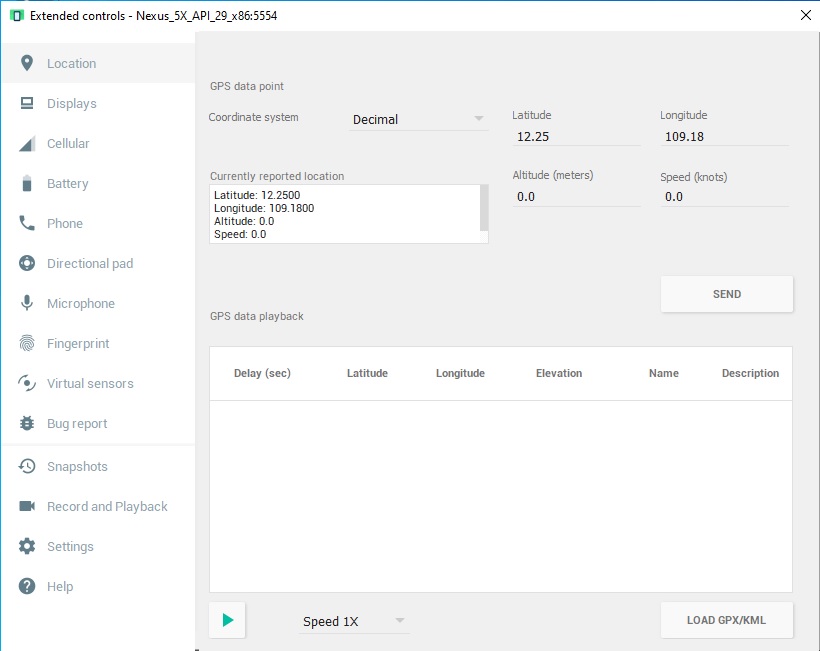 Extended controls - Nexus_5X_API_29_x86:5554
Location
Displays
Cellular
Battery
Phone
Directional pad
Microphone
Fingerprint
Virtual sensors
Bug report
Snapshots
Record and Playback
Settings
Help
GPS data point
Coordinate system
Decimal
Latitude
12.25
Longitude
109.18
Currently reported location
Latitude: 12.2500
Longitude: 109.1800
Altitude: 0.0
Speed: 0.0
Altitude (meters)
0.0
Speed (knots)
0.0
SEND
GPS data playback
Delay (sec) Latitude Longitude Elevation Name Description
Speed 1X
LOAD GPX/KML